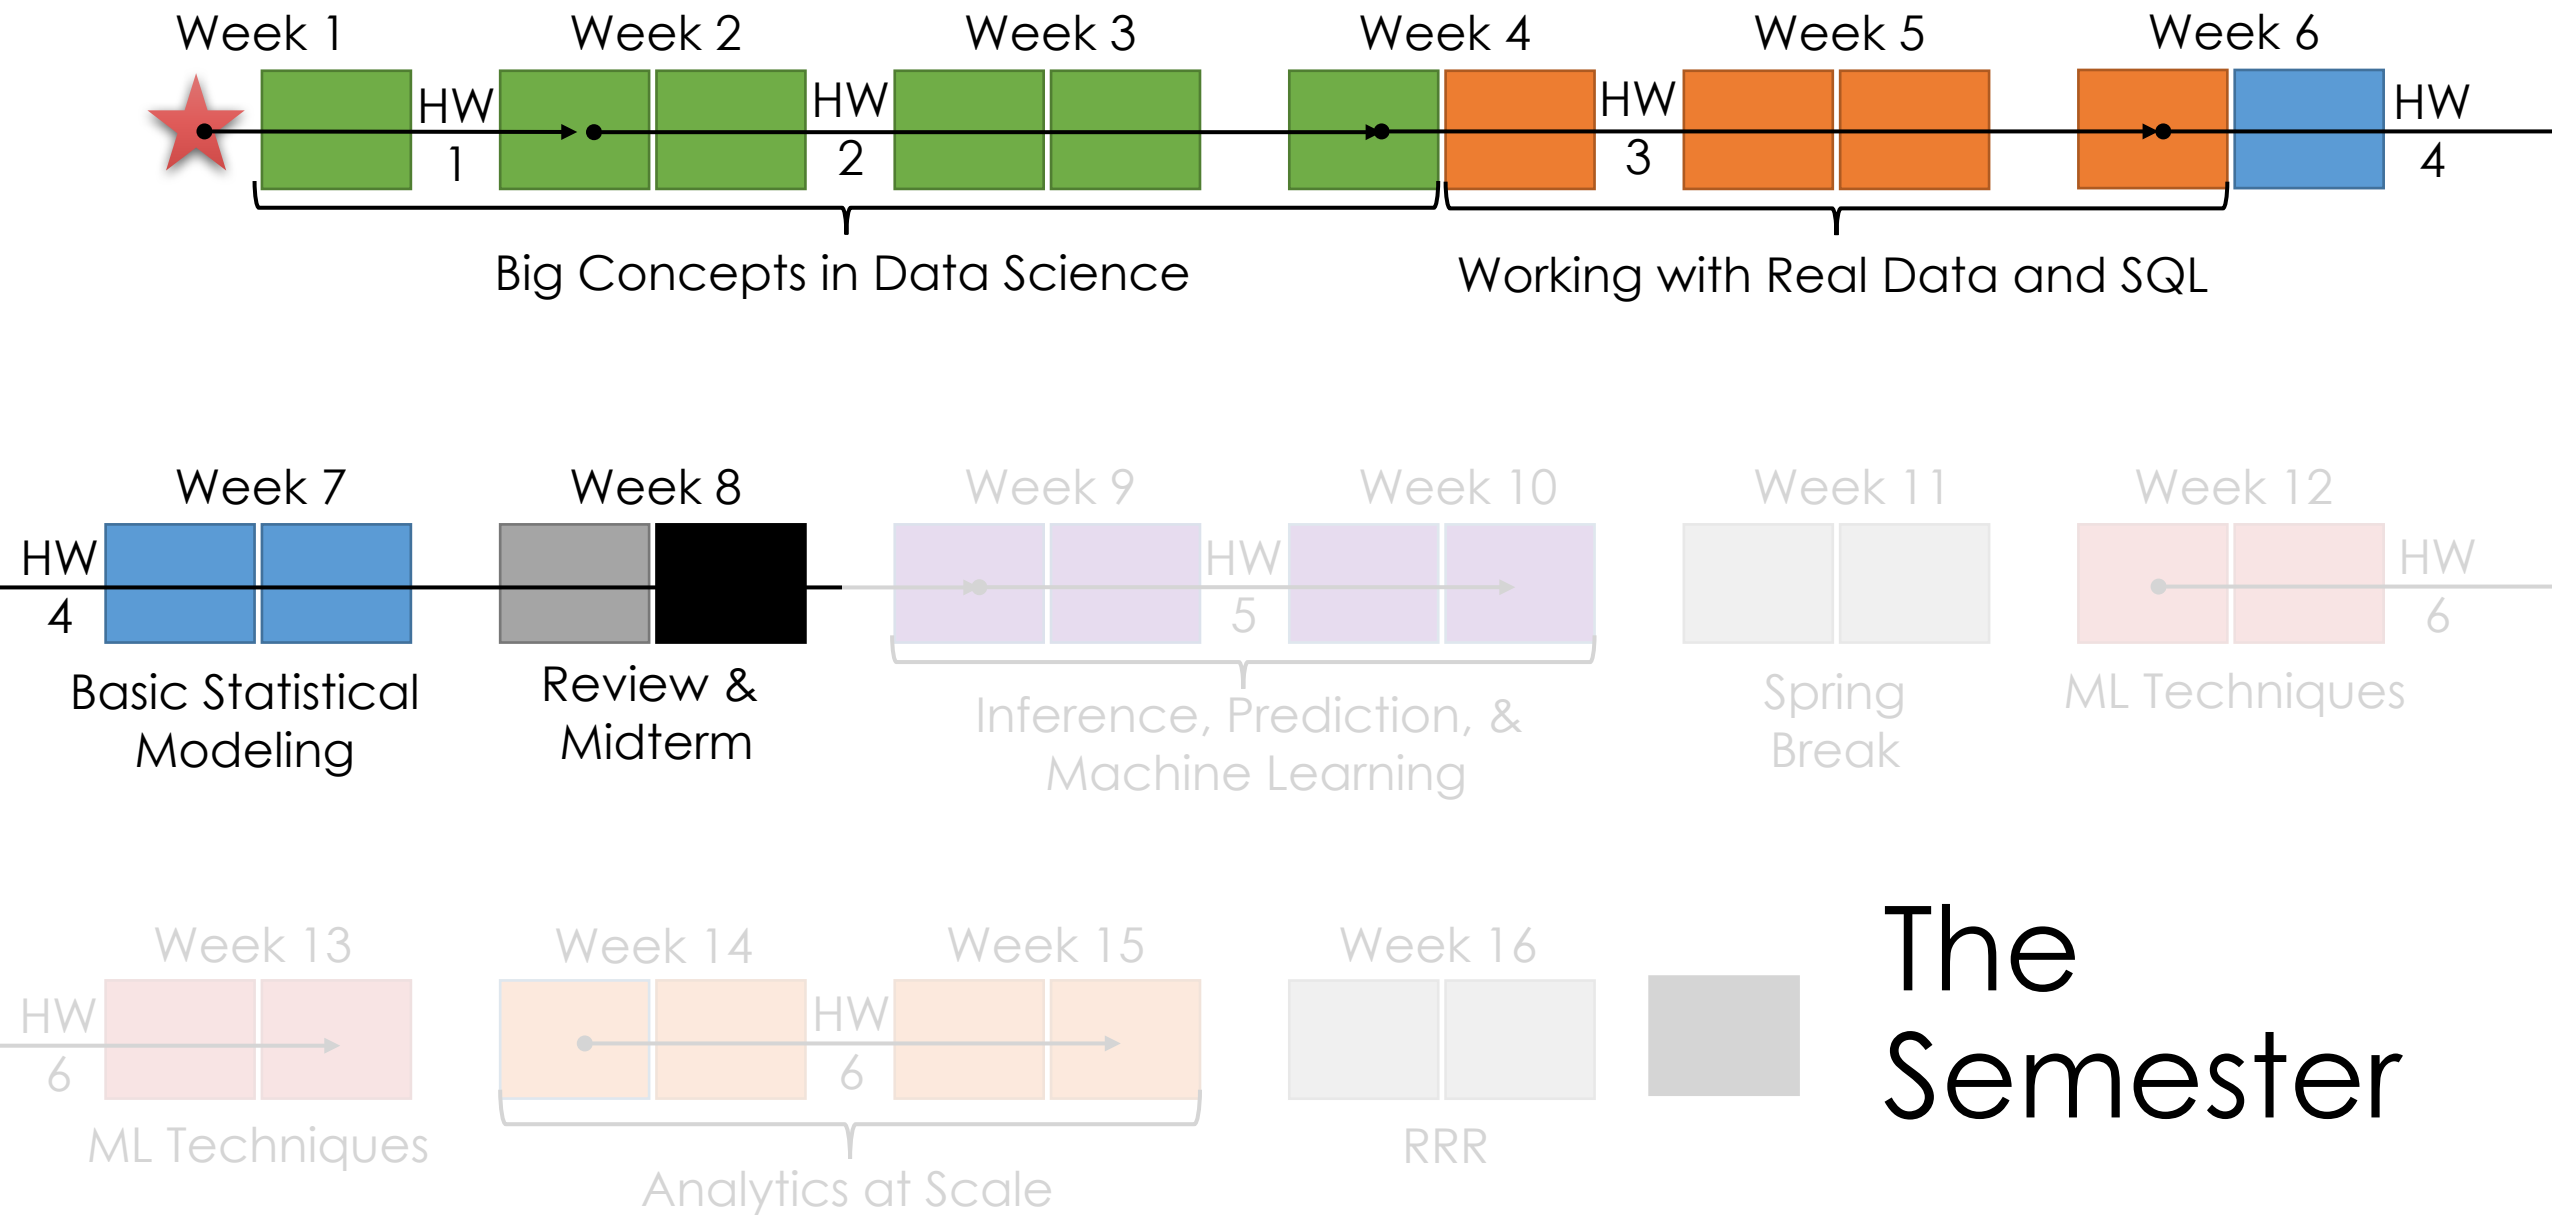 Week 1 Week 2 Week 3 Week 4 Week 5 Week 6
HW HW HW HW
1 2 3 4
Big Concepts in Data Science Working with Real Data and SQL
Week 7 Week 8 Week 9 Week 10 Week 11 Week 12
HW HW HW
4 5 6
Basic Statistical
Modeling
Review &
Midterm
Inference, Prediction, &
Machine Learning
Spring
Break
ML Techniques
Week 13 Week 14 Week 15 Week 16
HW HW
6 6
ML Techniques
Analytics at Scale
RRR
The
Semester